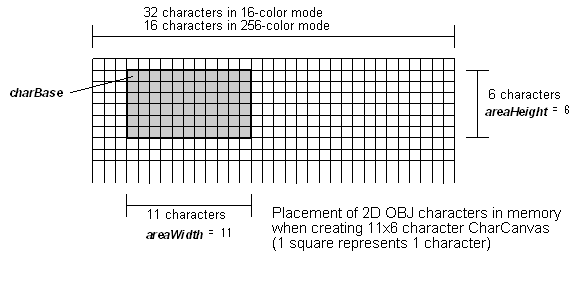 32 characters in 16-color mode
16 characters in 256-color mode
charBase
6 characters
areaHeight = 6
11 characters
areaWidth = 11
Placement of 2D OBJ characters in memory
when creating 11x6 character CharCanvas
(1 square represents 1 character)